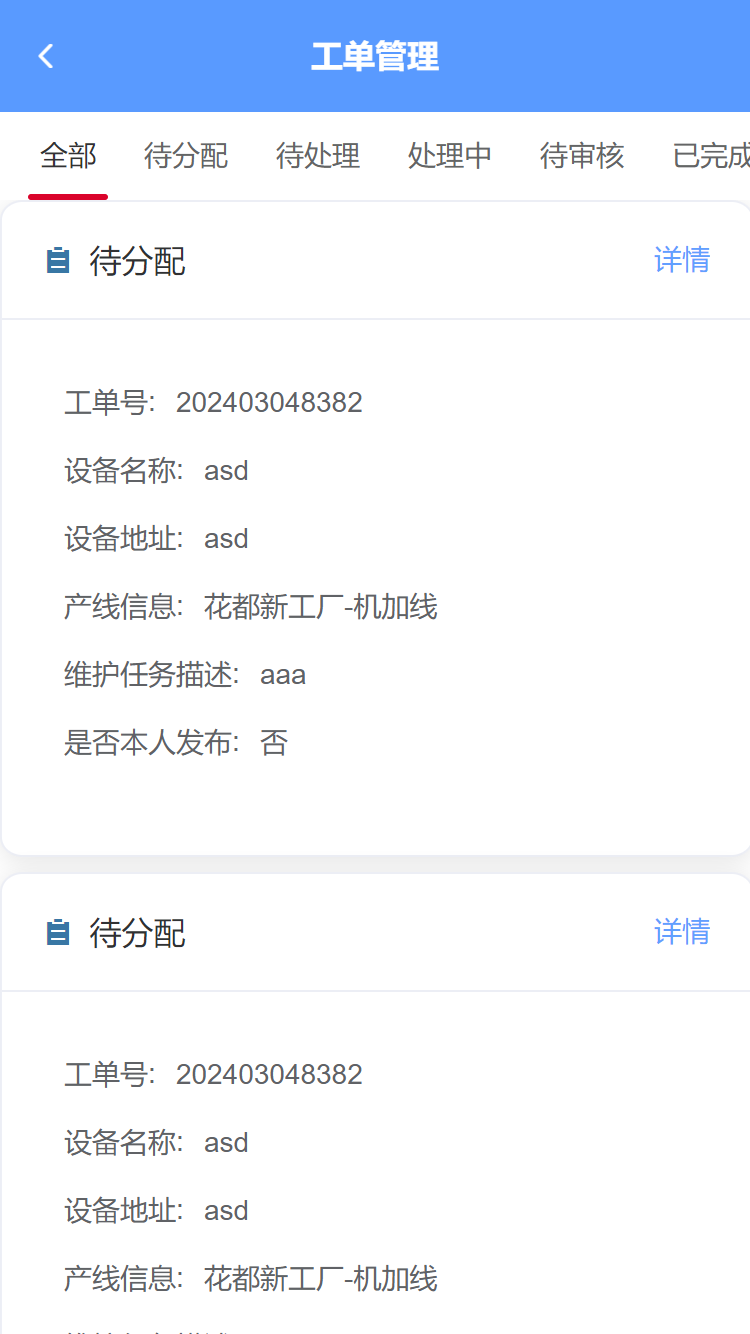 工单管理
全部 待分配 待处理 处理中 待审核 已完成
待分配 详情
工单号: 202403048382
设备名称: asd
设备地址: asd
产线信息: 花都新工厂-机加线
维护任务描述: aaa
是否本人发布: 否
待分配 详情
工单号: 202403048382
设备名称: asd
设备地址: asd
产线信息: 花都新工厂-机加线